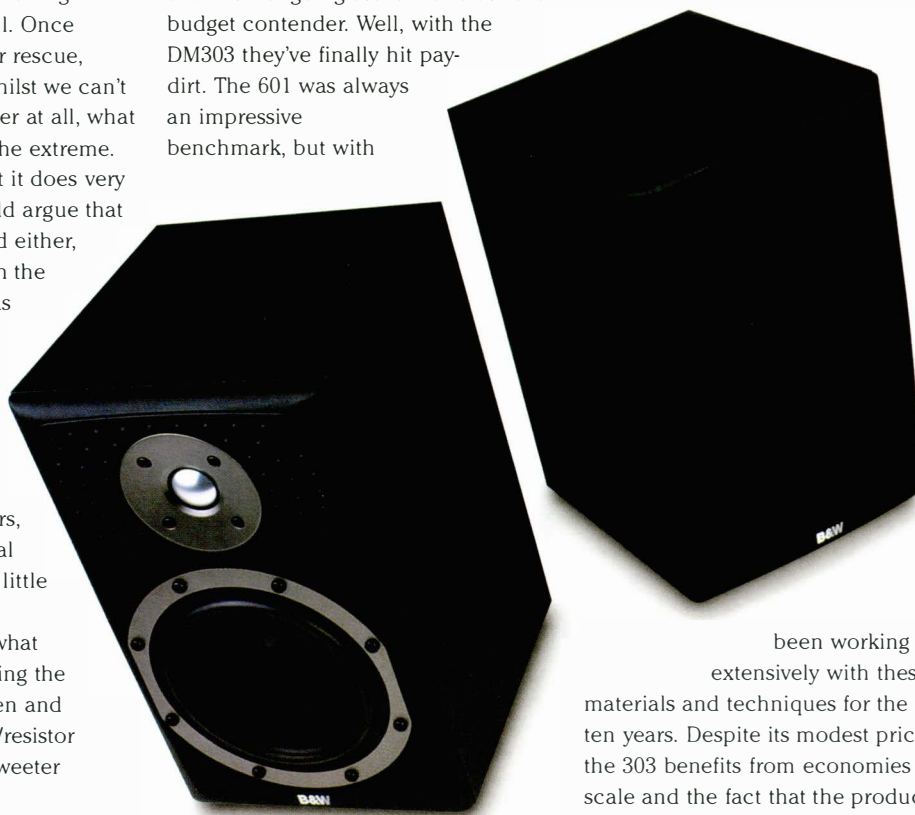 l. Once
r rescue,
hilst we can't
er at all, what
he extreme.
t it does very
ld argue that
d either,
n the
as
rs,
al
little
what
ing the
en and
/resistor
weeter
budget contender. Well, with the
DM303 they've finally hit pay-
dirt. The 601 was always
an impressive
benchmark, but with
B&W
B&W
been working
extensively with thes
materials and techniques for the
ten years. Despite its modest pric
the 303 benefits from economies
scale and the fact that the produc